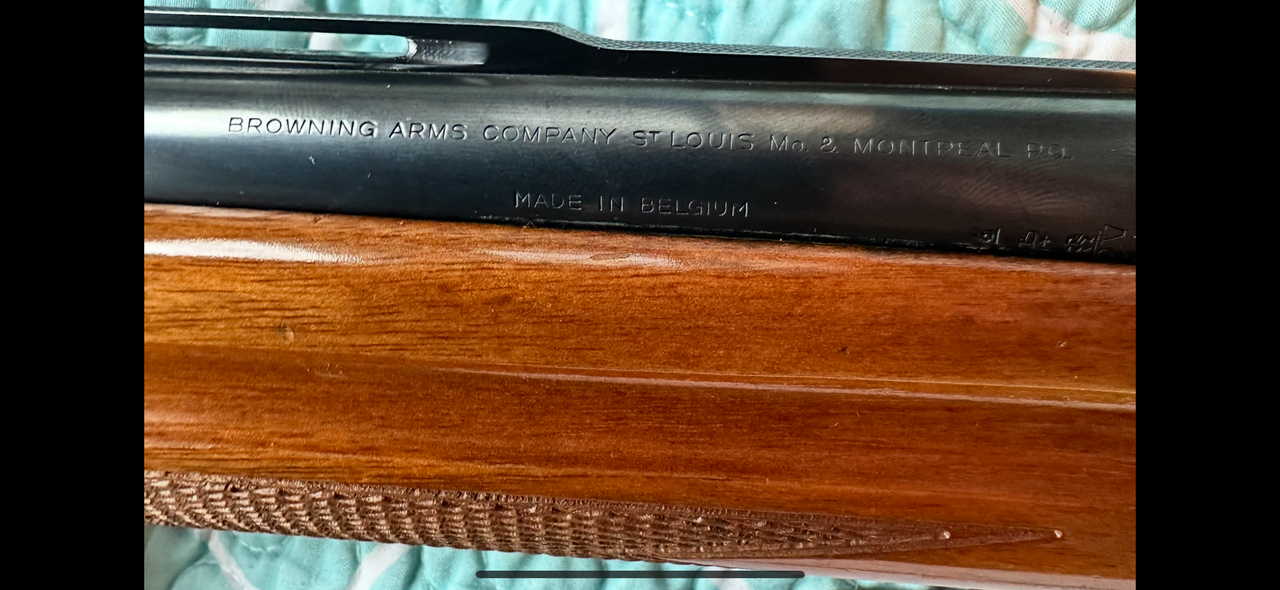 BROWNING ARMS COMPANY ST LOUIS Mo. & MONTREAL P.Q.
MADE IN BELGIUM